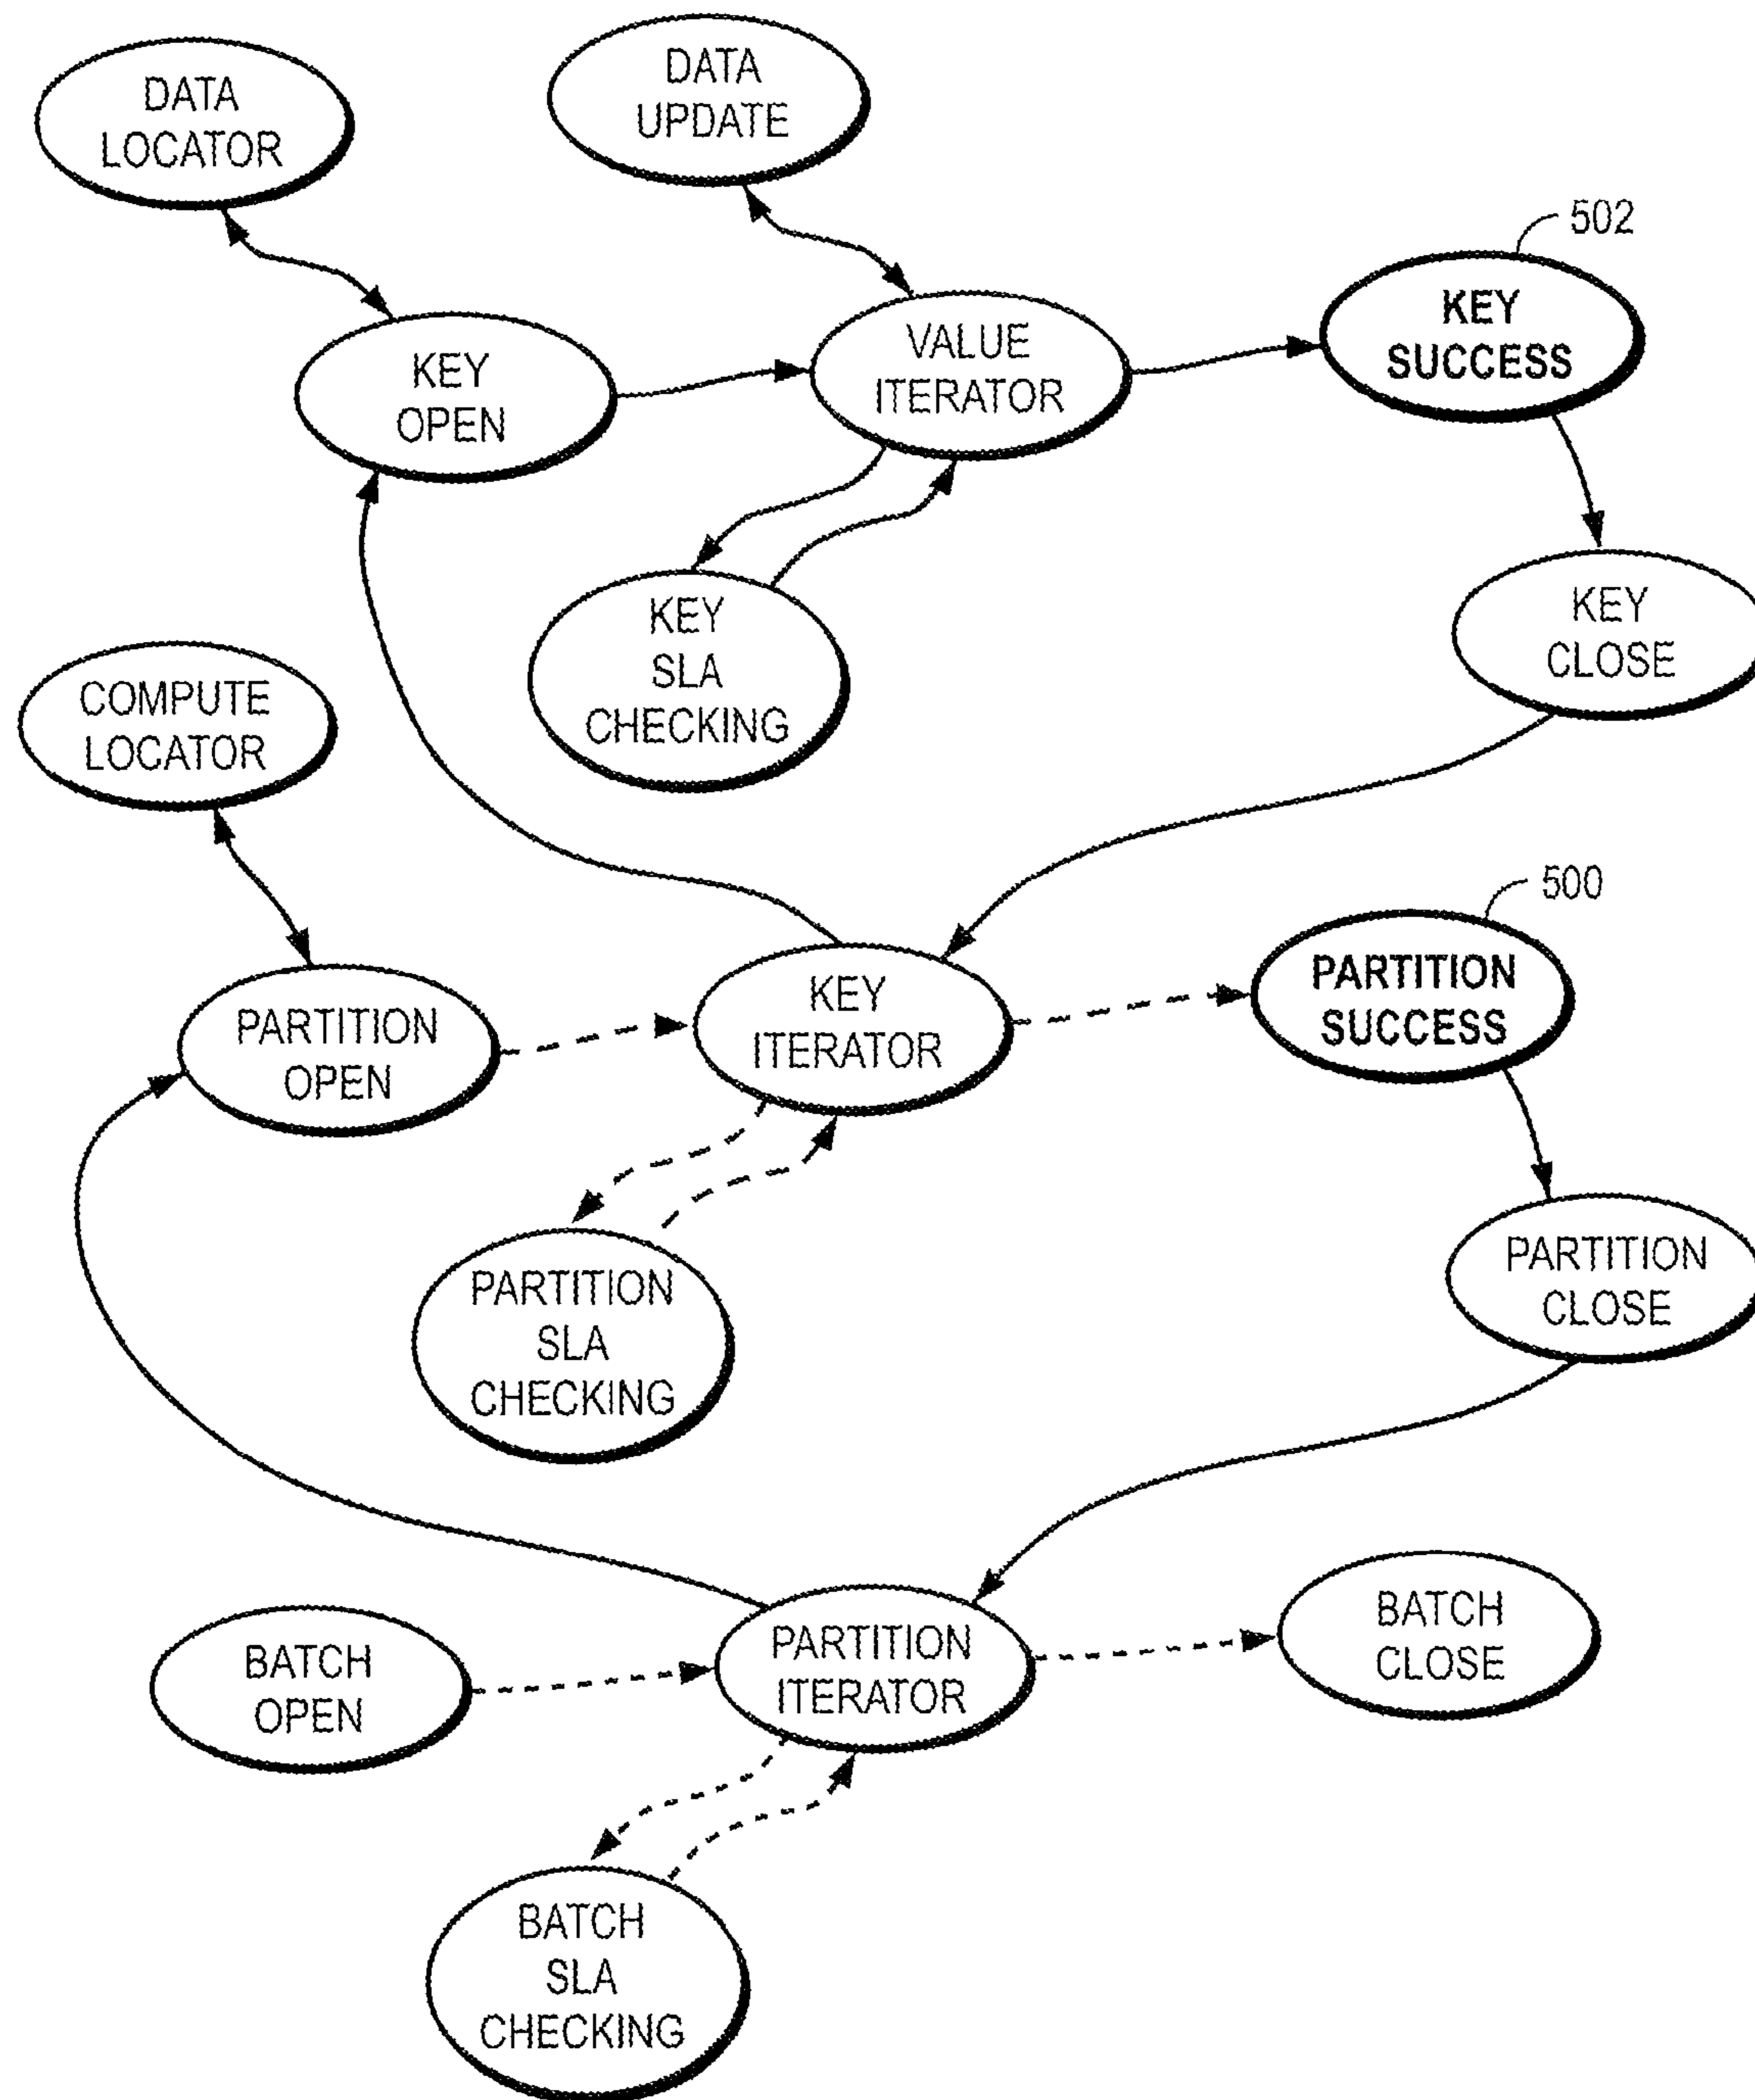 DATA
LOCATOR
DATA
UPDATE
502
KEY
SUCCESS
KEY
OPEN
VALUE
ITERATOR
KEY
SLA
CHECKING
KEY
CLOSE
COMPUTE
LOCATOR
500
PARTITION
OPEN
KEY
ITERATOR
PARTITION
SUCCESS
PARTITION
SLA
CHECKING
PARTITION
CLOSE
BATCH
OPEN
PARTITION
ITERATOR
BATCH
CLOSE
BATCH
SLA
CHECKING